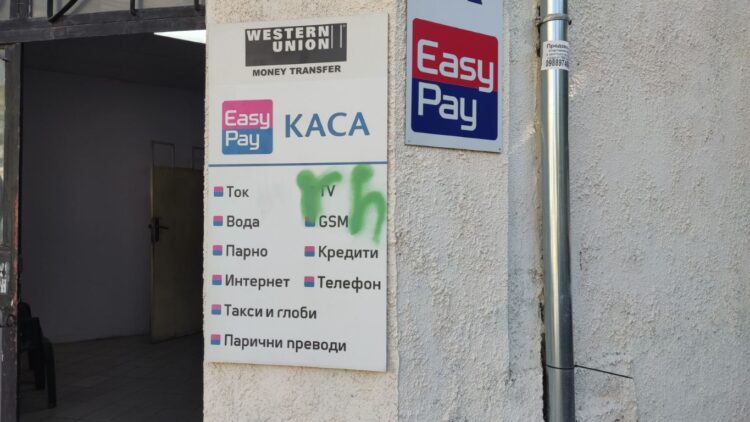 WESTERN
UNION
MONEY TRANSFER
Easy
Pay
КАСА
Ток
TV
Вода
GSM
Парно
Кредити
Интернет
Телефон
Такси и глоби
Парични преводи
rh
Easy
Pay